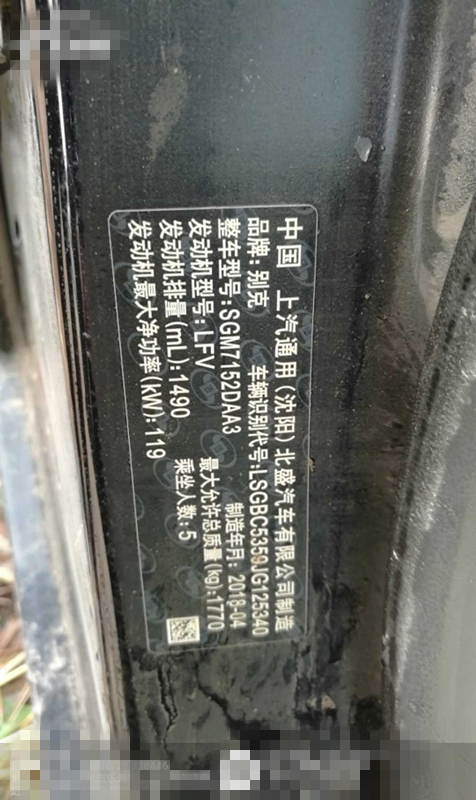 中国 上汽通用(沈阳)北盛汽车有限公司制造
品牌:别克 车辆识别代号:LSGBC5359JG125340
整车型号:SGM7152DAA3 制造年月:2018-04
发动机型号:LFV 最大允许总质量(kg):1770
发动机排量(mL):1490 乘坐人数:5
发动机最大净功率(kW):119